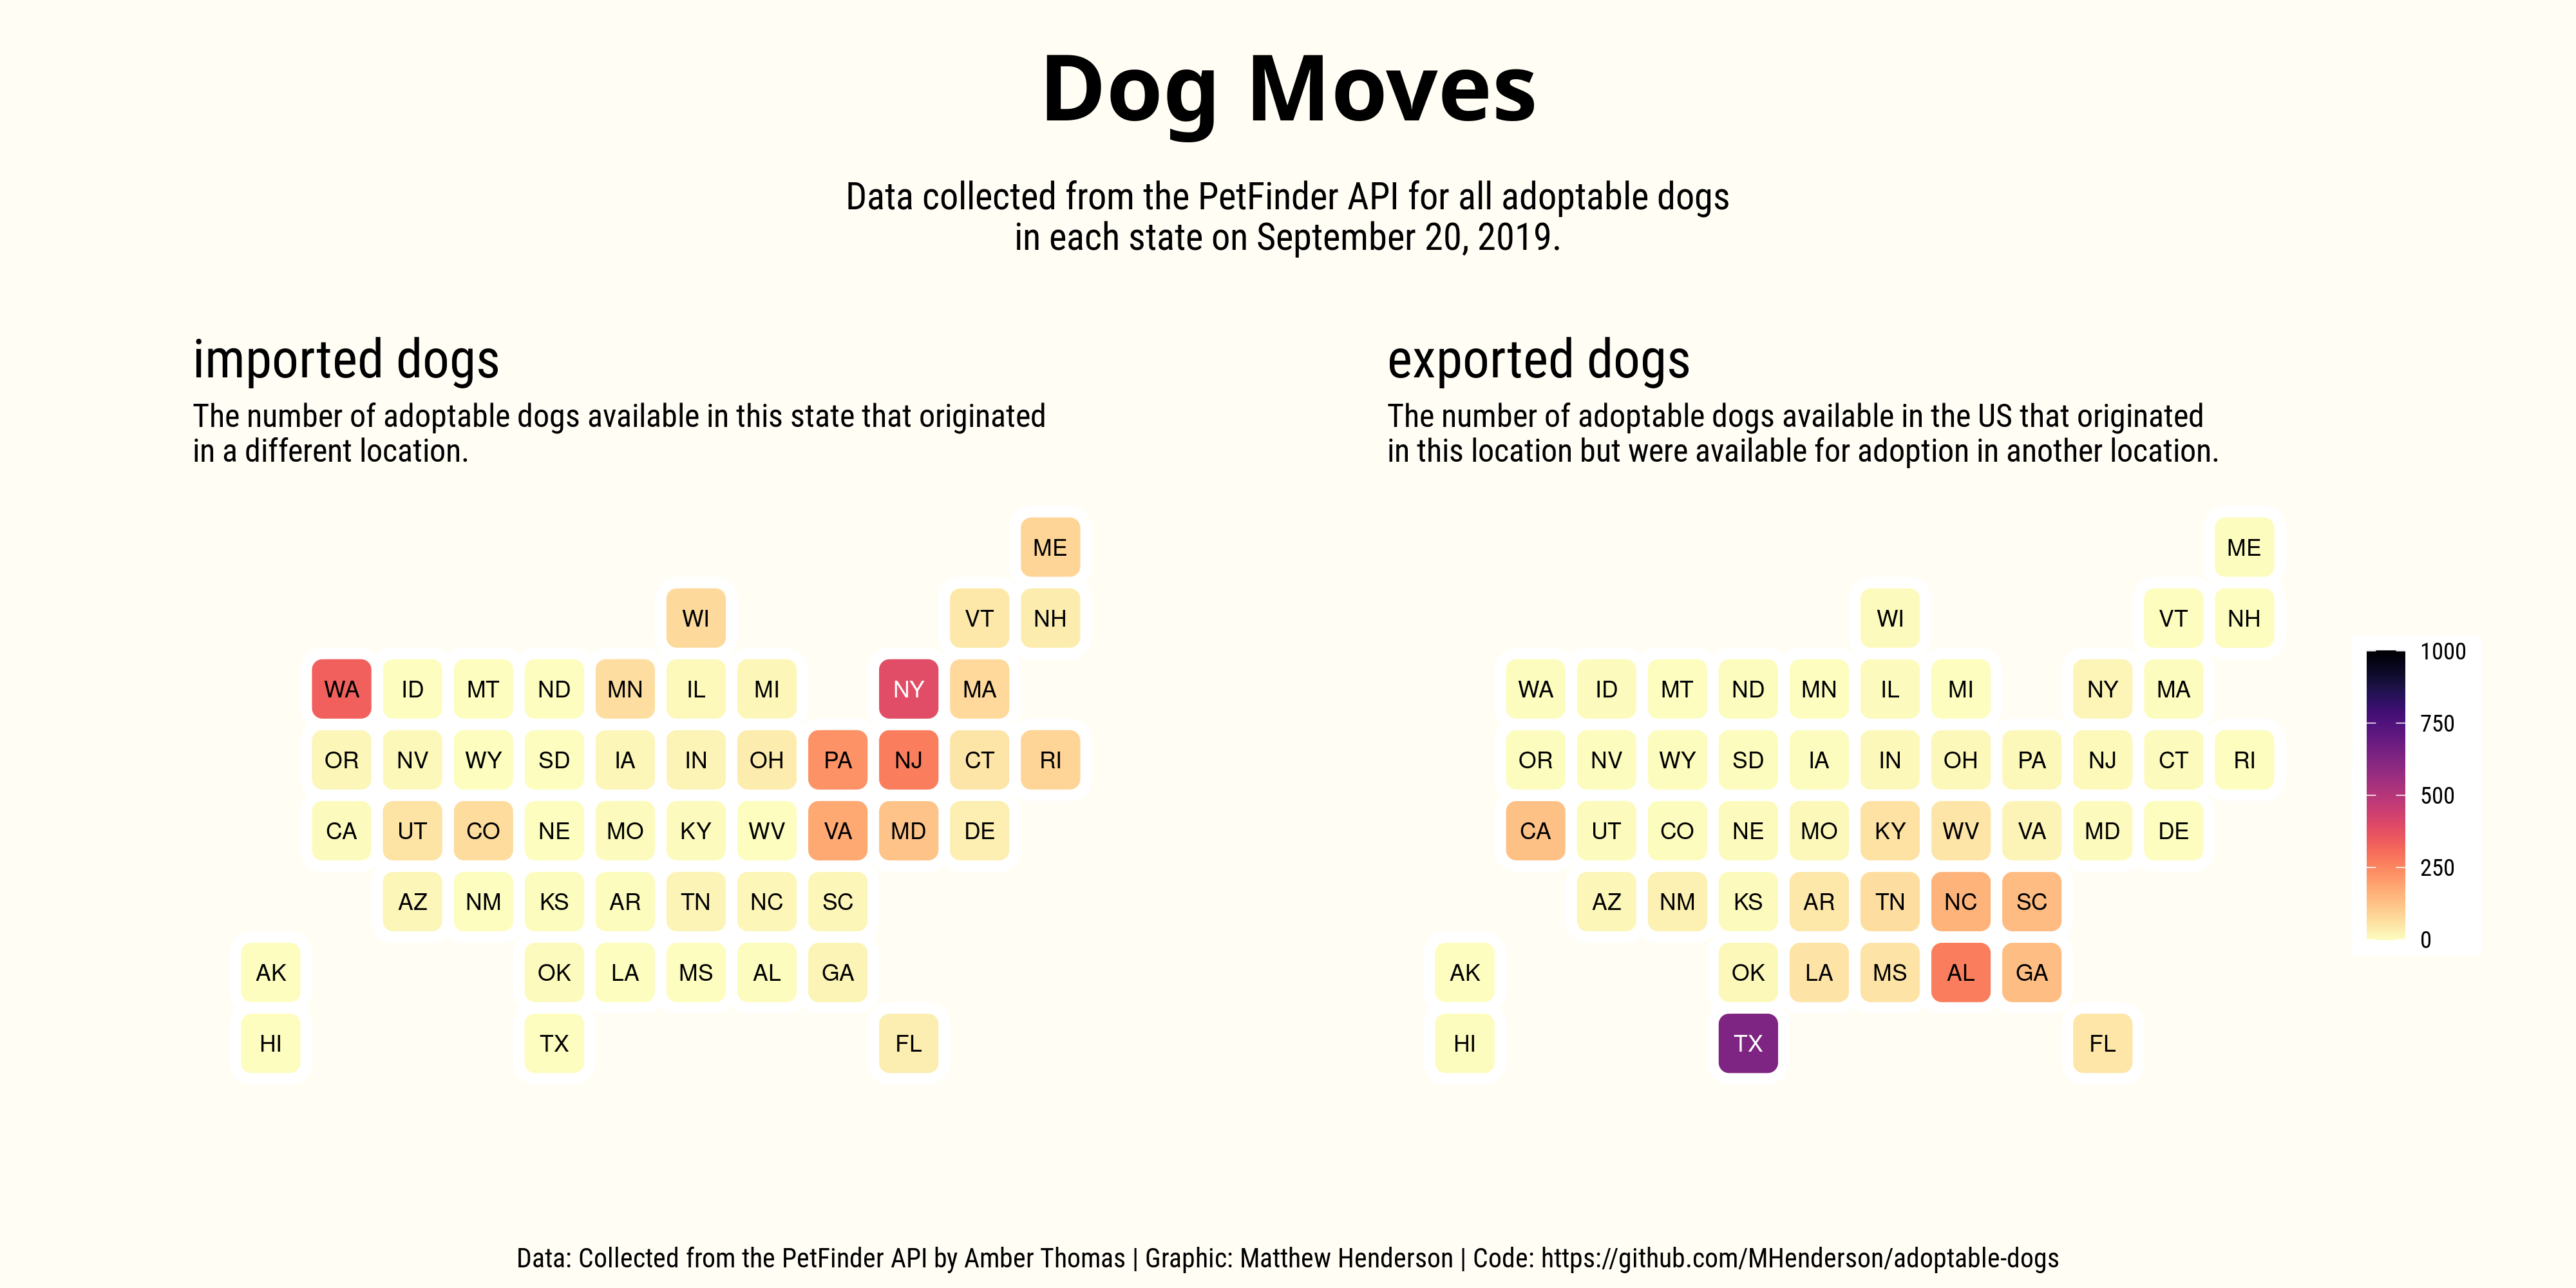 Dog Moves
Data collected from the PetFinder API for all adoptable dogs
in each state on September 20, 2019.
imported dogs
The number of adoptable dogs available in this state that originated
in a different location.
ME
WI VT NH
WA ID MT ND MN IL MI NY MA
OR NV WY SD IA IN OH PA NJ CT RI
CA UT CO NE MO KY WV VA MD DE
AZ NM KS AR TN NC SC
AK OK LA MS AL GA
HI TX FL
exported dogs
The number of adoptable dogs available in the US that originated
in this location but were available for adoption in another location.
ME
WI VT NH
WA ID MT ND MN IL MI NY MA
OR NV WY SD IA IN OH PA NJ CT RI
CA UT CO NE MO KY WV VA MD DE
AZ NM KS AR TN NC SC
AK OK LA MS AL GA
HI TX FL
1000
750
500
250
0
Data: Collected from the PetFinder API by Amber Thomas | Graphic: Matthew Henderson | Code: https://github.com/MHenderson/adoptable-dogs